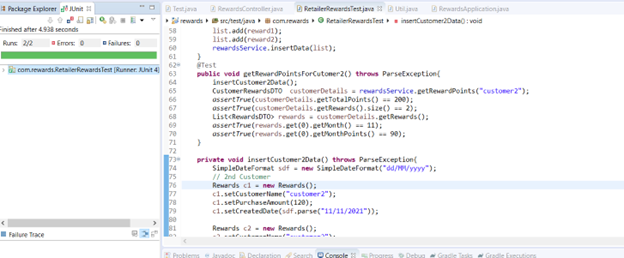 Package Explorer JUnit
Finished after 4.938 seconds
Runs: 2/2 Errors: 0 Failures: 0
com.rewards.RetailerRewardsTest [Runner: JUnit 4]
Failure Trace
Test.java RewardsController.java RetailerRewardsTest.java Util.java RewardsApplication.java
rewards src/test/java com.rewards RetailerRewardsTest insertCustomer2Data() : void
58 list.add(reward1);
59 list.add(reward2);
60 rewardsService.insertData(list);
61 }
62 @Test
63 public void getRewardPointsForCutomer2() throws ParseException{
64 insertCustomer2Data();
65 CustomerRewardsDTO customerDetails = rewardsService.getRewardPoints("customer2");
66 assertTrue(customerDetails.getTotalPoints() == 200);
67 assertTrue(customerDetails.getRewards().size() == 2);
68 List<RewardsDTO> rewards = customerDetails.getRewards();
69 assertTrue(rewards.get(0).getMonth() == 11);
70 assertTrue(rewards.get(0).getMonthPoints() == 90);
71 }
72
73 private void insertCustomer2Data() throws ParseException{
74 SimpleDateFormat sdf = new SimpleDateFormat("dd/MM/yyyy");
75 // 2nd Customer
76 Rewards c1 = new Rewards();
77 c1.setCustomerName("customer2");
78 c1.setPurchaseAmount(120);
79 c1.setCreatedDate(sdf.parse("11/11/2021"));
80
81 Rewards c2 = new Rewards();
82 c2.setCustomerName("customer2");
Problems Javadoc Declaration Search Console Progress Debug Gradle Tasks Gradle Executions